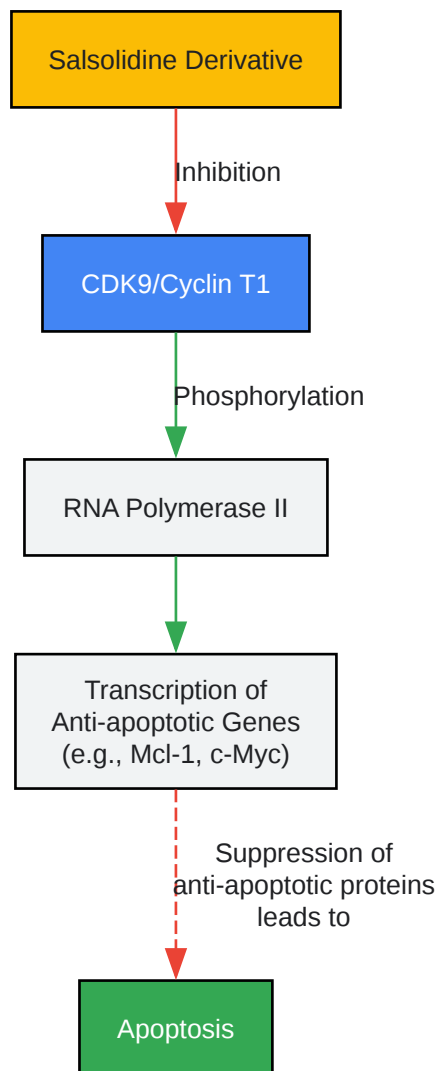 Salsolidine Derivative
Inhibition
CDK9/Cyclin T1
Phosphorylation
RNA Polymerase II
Transcription of
Anti-apoptotic Genes
(e.g., Mcl-1, c-Myc)
Suppression of
anti-apoptotic proteins
leads to
Apoptosis